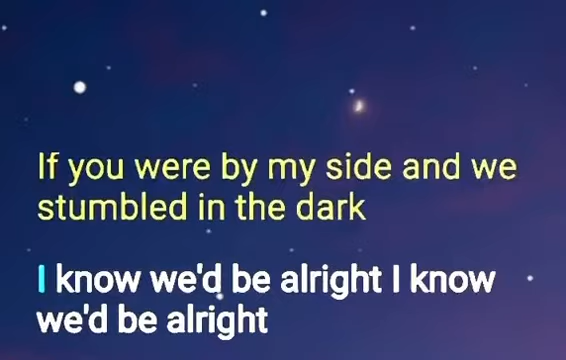 If you were by my side and we
stumbled in the dark
I know we'd be alright I know
we'd be alright